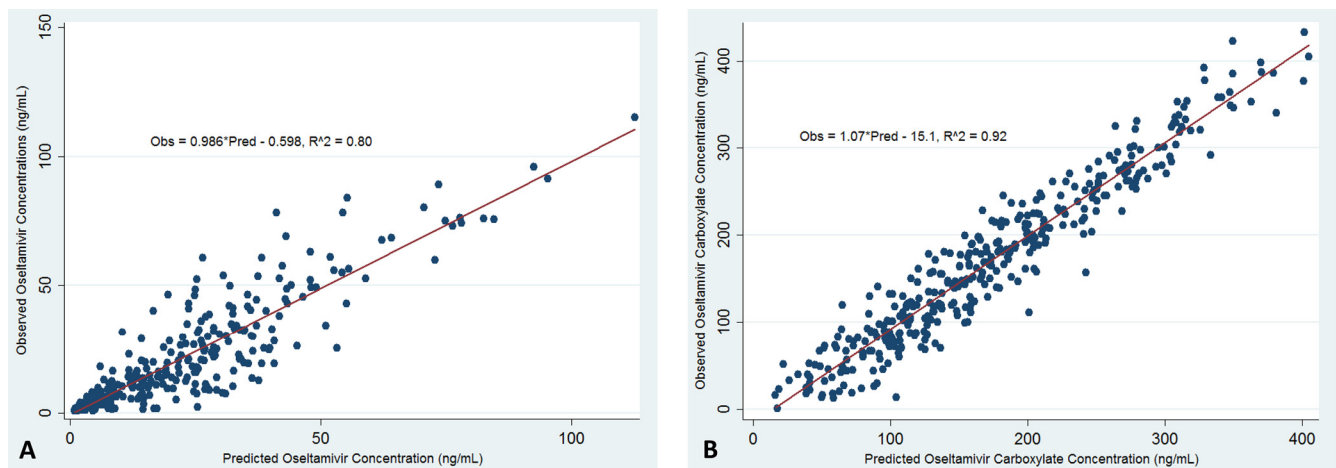 150
100
50
0
Observed Oseltamivir Concentrations (ng/mL)
Obs = 0.986*Pred - 0.598, R^2 = 0.80
0 50 100
Predicted Oseltamivir Concentration (ng/mL)
A
400
300
200
100
0
Observed Oseltamivir Carboxylate Concentration (ng/mL)
Obs = 1.07*Pred - 15.1, R^2 = 0.92
0 100 200 300 400
Predicted Oseltamivir Carboxylate Concentration (ng/mL)
B